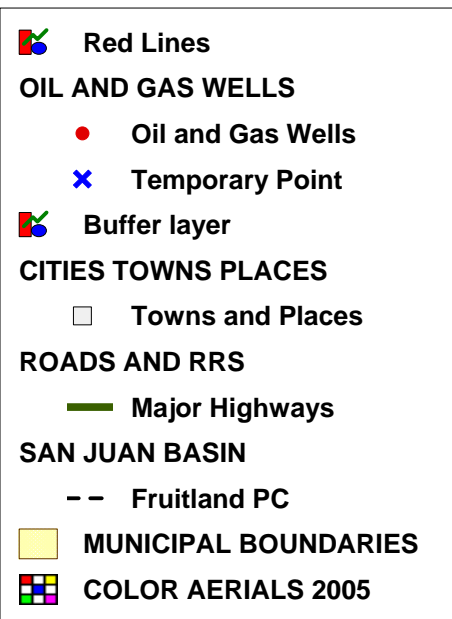 Red Lines
OIL AND GAS WELLS
Oil and Gas Wells
Temporary Point
Buffer layer
CITIES TOWNS PLACES
Towns and Places
ROADS AND RRS
Major Highways
SAN JUAN BASIN
Fruitland PC
MUNICIPAL BOUNDARIES
COLOR AERIALS 2005